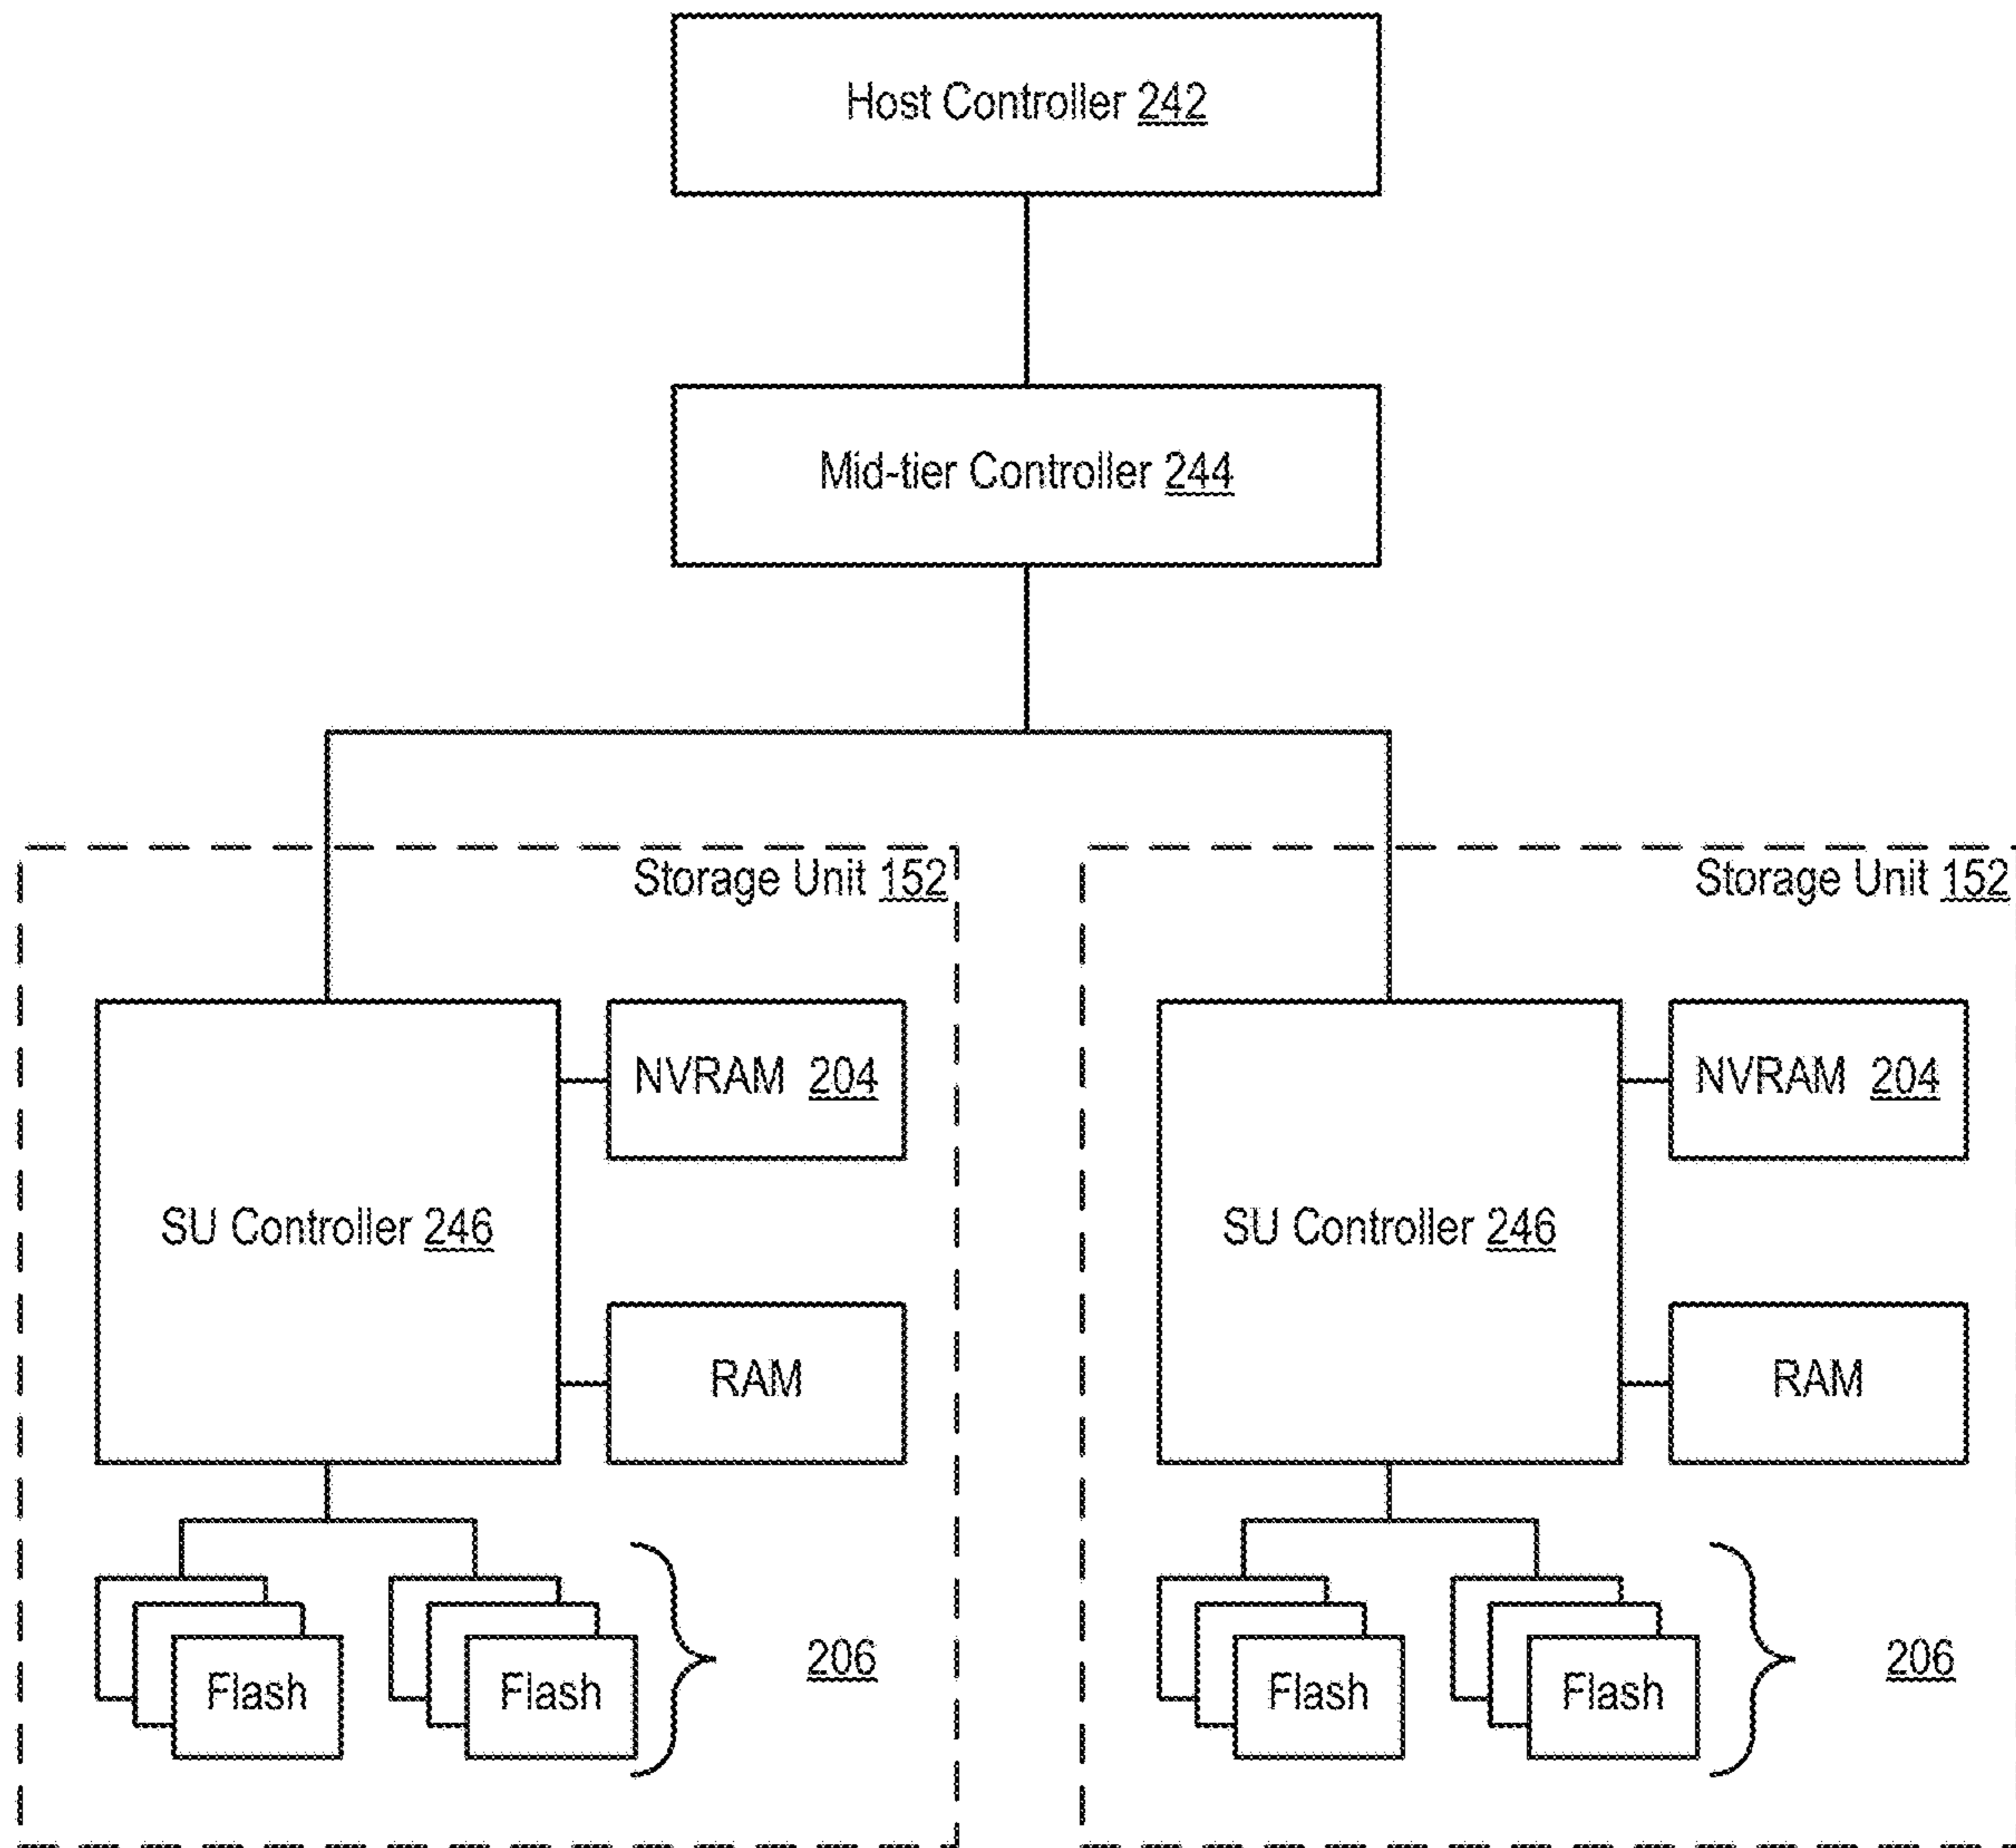 Host Controller 242
Mid-tier Controller 244
Storage Unit 152
SU Controller 246
NVRAM 204
RAM
Flash
Flash
206
Storage Unit 152
SU Controller 246
NVRAM 204
RAM
Flash
Flash
206